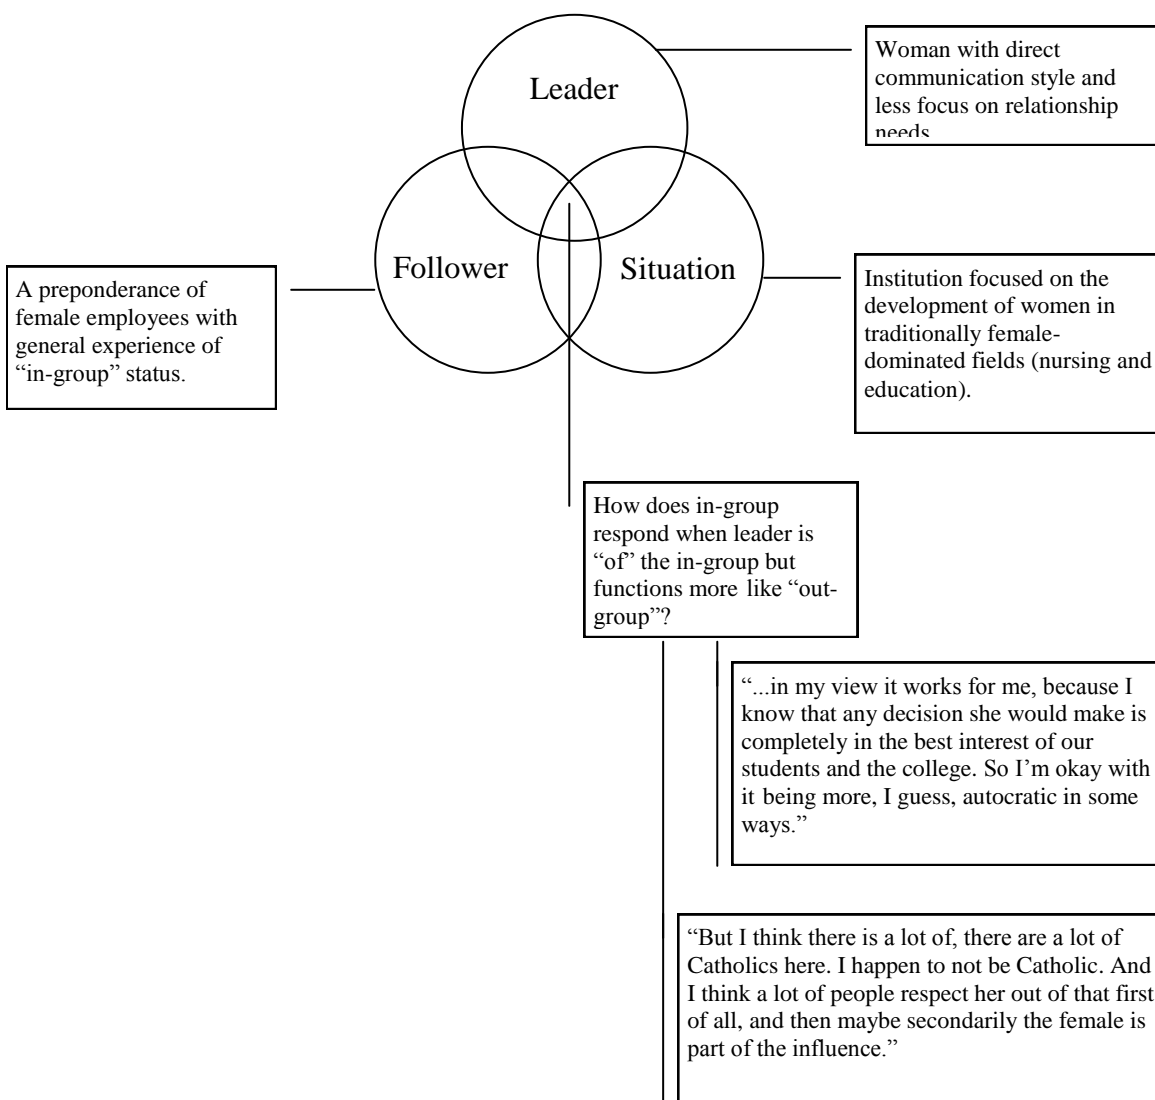 Leader
Woman with direct
communication style and
less focus on relationship
needs
Follower
Situation
A preponderance of
female employees with
general experience of
“in-group” status.
Institution focused on the
development of women in
traditionally female-
dominated fields (nursing and
education).
How does in-group
respond when leader is
“of” the in-group but
functions more like “out-
group”?
“...in my view it works for me, because I
know that any decision she would make is
completely in the best interest of our
students and the college. So I’m okay with
it being more, I guess, autocratic in some
ways.”
“But I think there is a lot of, there are a lot of
Catholics here. I happen to not be Catholic. And
I think a lot of people respect her out of that first
of all, and then maybe secondarily the female is
part of the influence.”